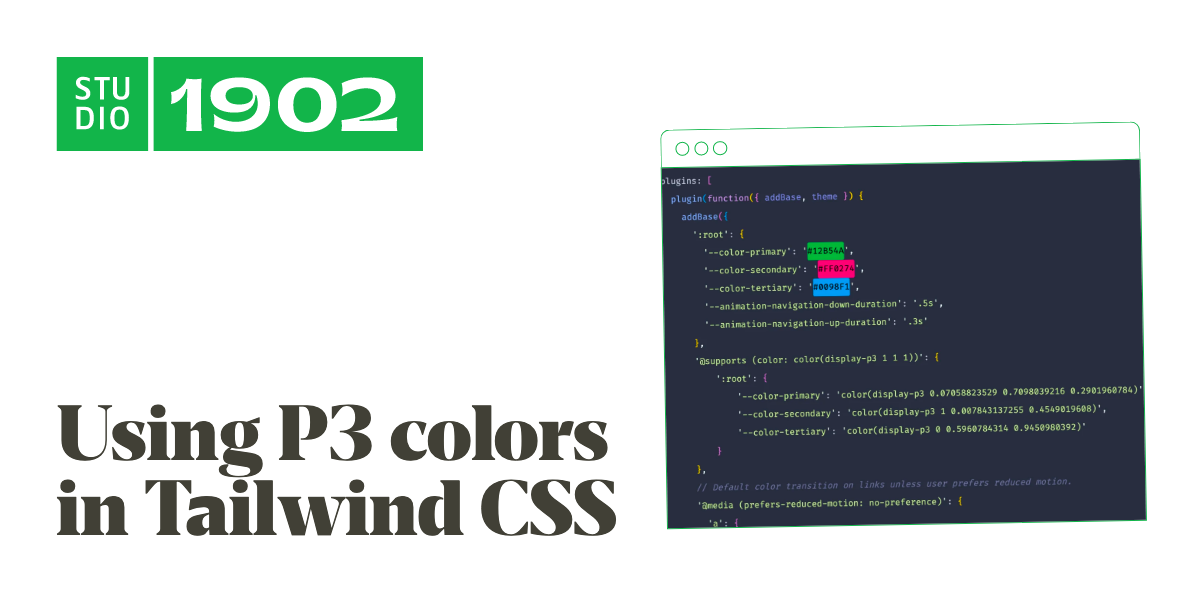 STU
DIO
1902
Using P3 colors
in Tailwind CSS
plugins: [
plugin(function({ addBase, theme }) {
addBase({
':root': {
'--color-primary': '#12B54A',
'--color-secondary': '#FF0274',
'--color-tertiary': '#0098F1',
'--animation-navigation-down-duration': '.5s',
'--animation-navigation-up-duration': '.3s'
},
'@supports (color: color(display-p3 1 1 1))': {
':root': {
'--color-primary': 'color(display-p3 0.07058823529 0.7098039216 0.2901960784)'
'--color-secondary': 'color(display-p3 1 0.007843137255 0.4549019608)',
'--color-tertiary': 'color(display-p3 0 0.5960784314 0.9450980392)'
}
},
// Default color transition on links unless user prefers reduced motion.
'@media (prefers-reduced-motion: no-preference)': {
'a': {